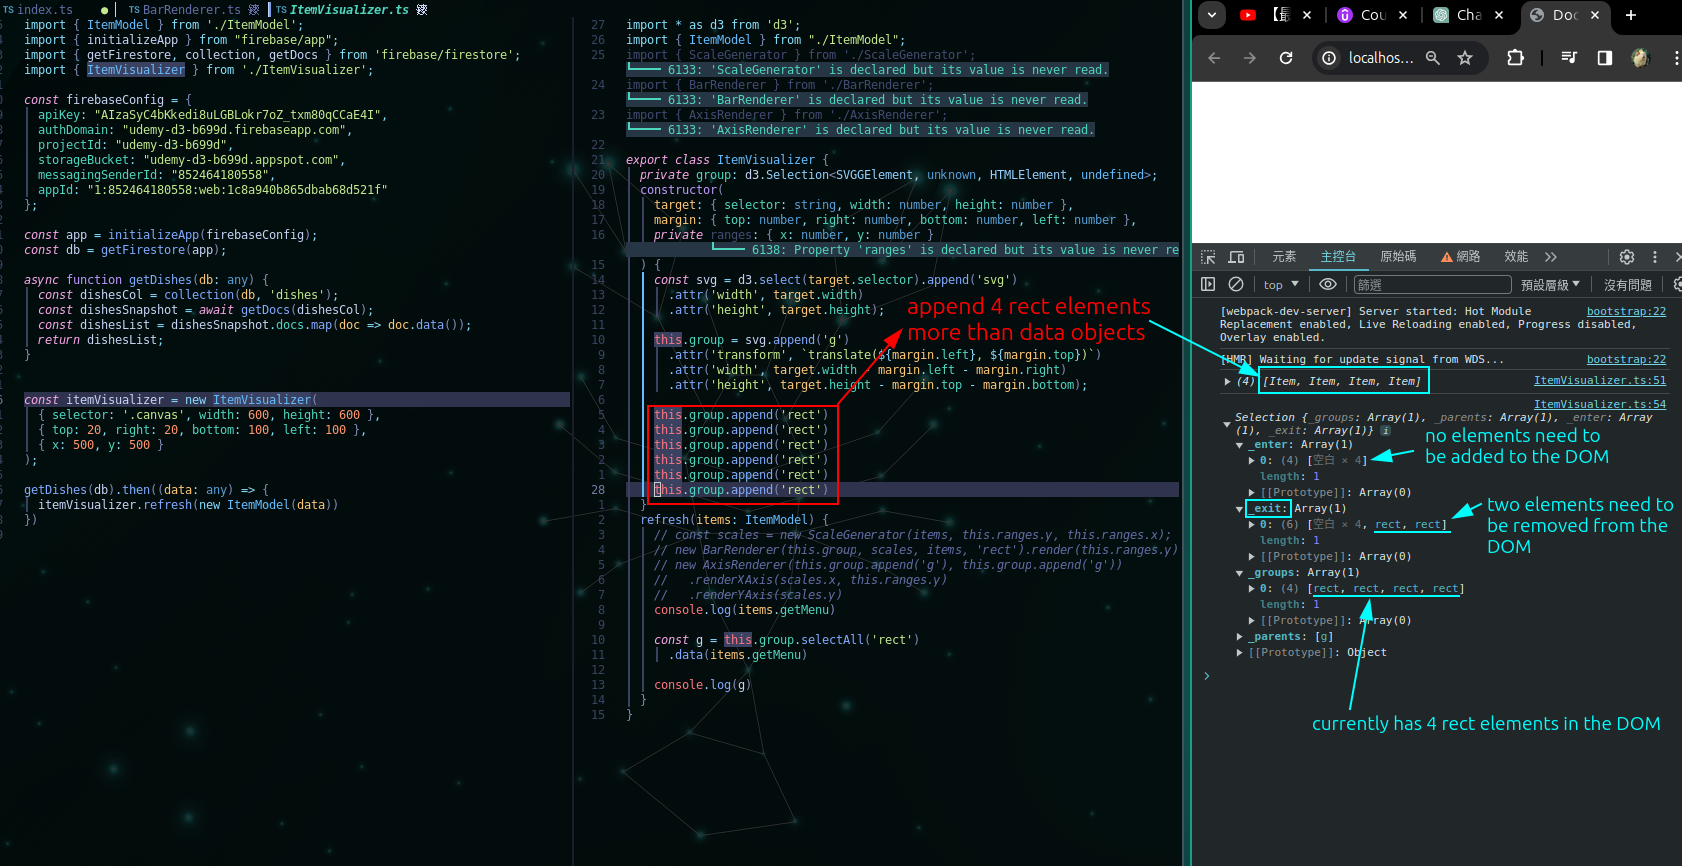 TS index.ts ● TS BarRenderer.ts TS ItemVisualizer.ts
import { ItemModel } from './ItemModel';
import { initializeApp } from "firebase/app";
import { getFirestore, collection, getDocs } from 'firebase/firestore';
import { ItemVisualizer } from './ItemVisualizer';
const firebaseConfig = {
apiKey: "AIzaSyC4bKkedi8uLGBLokr7oZ_txm80qCCaE4I",
authDomain: "udemy-d3-b699d.firebaseapp.com",
projectId: "udemy-d3-b699d",
storageBucket: "udemy-d3-b699d.appspot.com",
messagingSenderId: "852464180558",
appId: "1:852464180558:web:1c8a940b865dbab68d521f"
};
const app = initializeApp(firebaseConfig);
const db = getFirestore(app);
async function getDishes(db: any) {
const dishesCol = collection(db, 'dishes');
const dishesSnapshot = await getDocs(dishesCol);
const dishesList = dishesSnapshot.docs.map(doc => doc.data());
return dishesList;
}
const itemVisualizer = new ItemVisualizer(
{ selector: '.canvas', width: 600, height: 600 },
{ top: 20, right: 20, bottom: 100, left: 100 },
{ x: 500, y: 500 }
);
getDishes(db).then((data: any) => {
itemVisualizer.refresh(new ItemModel(data))
})
27 import * as d3 from 'd3';
26 import { ItemModel } from "./ItemModel";
25 import { ScaleGenerator } from './ScaleGenerator';
6133: 'ScaleGenerator' is declared but its value is never read.
24 import { BarRenderer } from './BarRenderer';
6133: 'BarRenderer' is declared but its value is never read.
23 import { AxisRenderer } from './AxisRenderer';
6133: 'AxisRenderer' is declared but its value is never read.
22
21 export class ItemVisualizer {
20 private group: d3.Selection<SVGGElement, unknown, HTMLElement, undefined>;
19 constructor(
18 target: { selector: string, width: number, height: number },
17 margin: { top: number, right: number, bottom: number, left: number },
16 private ranges: { x: number, y: number }
6138: Property 'ranges' is declared but its value is never re
15 ) {
14 const svg = d3.select(target.selector).append('svg')
13 .attr('width', target.width)
12 .attr('height', target.height);
11
10 this.group = svg.append('g')
9 .attr('transform', `translate(${margin.left}, ${margin.top})`)
8 .attr('width', target.width - margin.left - margin.right)
7 .attr('height', target.height - margin.top - margin.bottom);
6
5 this.group.append('rect')
4 this.group.append('rect')
3 this.group.append('rect')
2 this.group.append('rect')
1 this.group.append('rect')
28 this.group.append('rect')
1 }
2 refresh(items: ItemModel) {
3 // const scales = new ScaleGenerator(items, this.ranges.y, this.ranges.x);
4 // new BarRenderer(this.group, scales, items, 'rect').render(this.ranges.y)
5 // new AxisRenderer(this.group.append('g'), this.group.append('g'))
6 // .renderXAxis(scales.x, this.ranges.y)
7 // .renderYAxis(scales.y)
8 console.log(items.getMenu)
9
10 const g = this.group.selectAll('rect')
11 .data(items.getMenu)
12
13 console.log(g)
14 }
15 }
append 4 rect elements
more than data objects
【最 × Cou × Cha × Doc × +
localhos...
元素 主控台 原始碼 網路 效能 »
top ▼ 篩選 預設層級 ▼ 沒有問題
[webpack-dev-server] Server started: Hot Module bootstrap:22
Replacement enabled, Live Reloading enabled, Progress disabled,
Overlay enabled.
[HMR] Waiting for update signal from WDS... bootstrap:22
▶ (4) [Item, Item, Item, Item] ItemVisualizer.ts:51
ItemVisualizer.ts:54
Selection {_groups: Array(1), _parents: Array(1), _enter: Array
▼ (1), _exit: Array(1)} i
▼ _enter: Array(1)
▶ 0: (4) [空白 × 4]
length: 1
▶ [[Prototype]]: Array(0)
▼ _exit: Array(1)
▶ 0: (6) [空白 × 4, rect, rect]
length: 1
▶ [[Prototype]]: Array(0)
▼ _groups: Array(1)
▶ 0: (4) [rect, rect, rect, rect]
length: 1
▶ [[Prototype]]: Array(0)
▶ _parents: [g]
▶ [[Prototype]]: Object
no elements need to
be added to the DOM
two elements need to
be removed from the
DOM
currently has 4 rect elements in the DOM